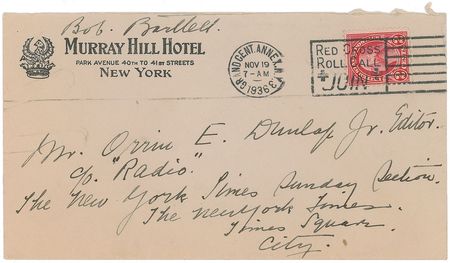 Bob. Bartlett.
MURRAY HILL HOTEL
PARK AVENUE 40TH TO 41ST STREETS
NEW YORK
GRAND CENT. ANNEX. N.Y.
NOV 19
7-AM
1936
RED CROSS
ROLL CALL
JOIN
Mr. Orrin E. Dunlap Jr. Editor.
c/o "Radio".
The New York Times Sunday Section.
The New York Times.
Times Square.
City.